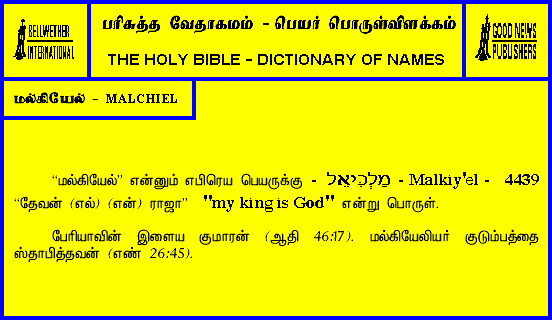 BELLWETHER
INTERNATIONAL
பரிசுத்த வேதாகமம் - பெயர் பொருள்விளக்கம்
THE HOLY BIBLE - DICTIONARY OF NAMES
GOOD NEWS
PUBLISHERS
மல்கியேல் - MALCHIEL
“மல்கியேல்” என்னும் எபிரெய பெயருக்கு - מַלְכִּיאֵל - Malkiy'el - 4439
“தேவன் (எல்) (என்) ராஜா” "my king is God" என்று பொருள்.
பேரியாவின் இளைய குமாரன் (ஆதி 46:17). மல்கியேலியர் குடும்பத்தை
ஸ்தாபித்தவன் (எண் 26:45).